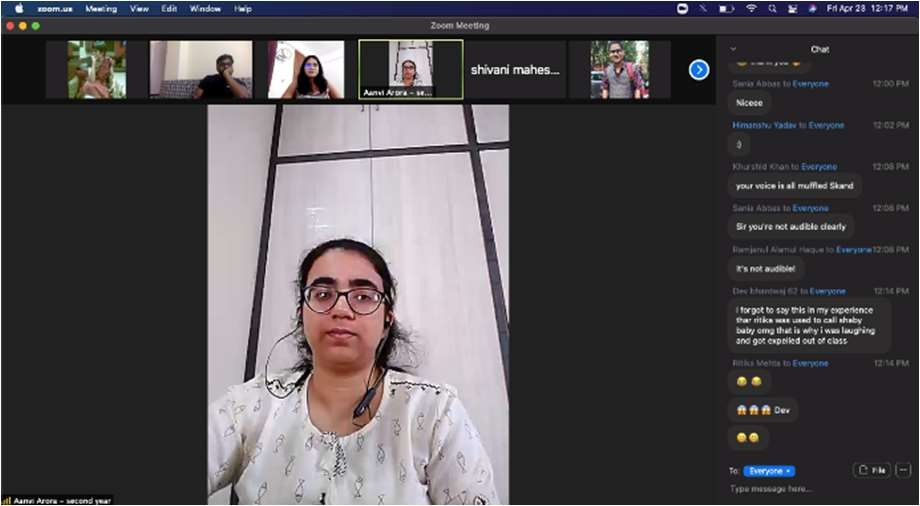 zoom.us Meeting View Edit Window Help Fri Apr 23 12:17 PM
Zoom Meeting
Aanvi Arora – se...
shivani mahes...
Chat
Sania Abbas to Everyone 12:00 PM
Niceee
Himanshu Yadav to Everyone 12:02 PM
:)
Khurshid Khan to Everyone 12:08 PM
your voice is all muffled Skand
Sania Abbas to Everyone 12:08 PM
Sir you're not audible clearly
Ramjanul Alamul Haque to Everyone 12:08 PM
It's not audible!
Dev bhardwaj 62 to Everyone 12:14 PM
i forgot to say this in my experience
thar ritika was used to call shaby
baby omg that is why i was laughing
and got expelled out of class
Ritika Mehta to Everyone 12:14 PM
😂 😂
😱😱😱 Dev
To: Everyone
File
Type message here...
Aanvi Arora – second year